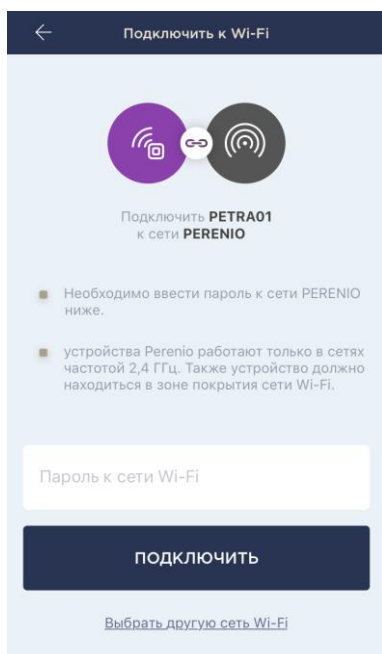 Подключить к Wi-Fi
Подключить PETRA01
к сети PERENIO
Необходимо ввести пароль к сети PERENIO
ниже.
устройства Perenio работают только в сетях
частотой 2,4 ГГц. Также устройство должно
находиться в зоне покрытия сети Wi-Fi.
Пароль к сети Wi-Fi
ПОДКЛЮЧИТЬ
Выбрать другую сеть Wi-Fi